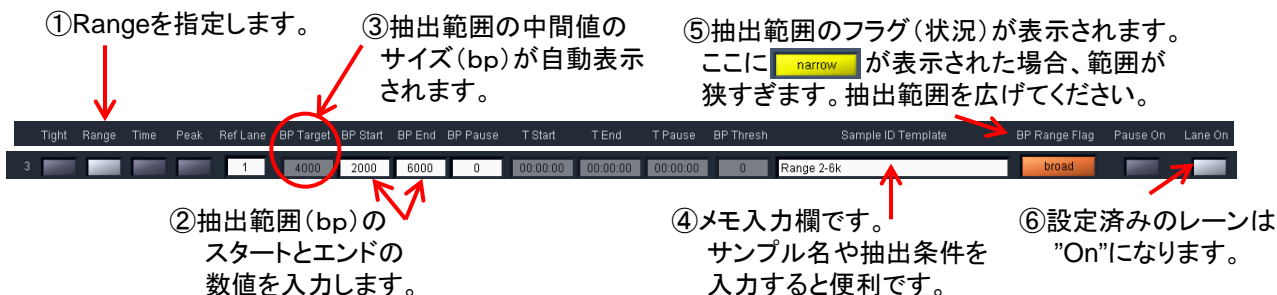 ①Rangeを指定します。
③抽出範囲の中間値の
サイズ（bp）が自動表示
されます。
⑤抽出範囲のフラグ（状況）が表示されます。
ここに narrow が表示された場合、範囲が
狭すぎます。抽出範囲を広げてください。
Tight Range Time Peak Ref Lane BP Target BP Start BP End BP Pause T Start T End T Pause BP Thresh Sample ID Template BP Range Flag Pause On Lane On
3 1 4000 2000 6000 0 00:00:00 00:00:00 00:00:00 0 Range 2-6k broad
②抽出範囲（bp）の
スタートとエンドの
数値を入力します。
④メモ入力欄です。
サンプル名や抽出条件を
入力すると便利です。
⑥設定済みのレーンは
”On”になります。